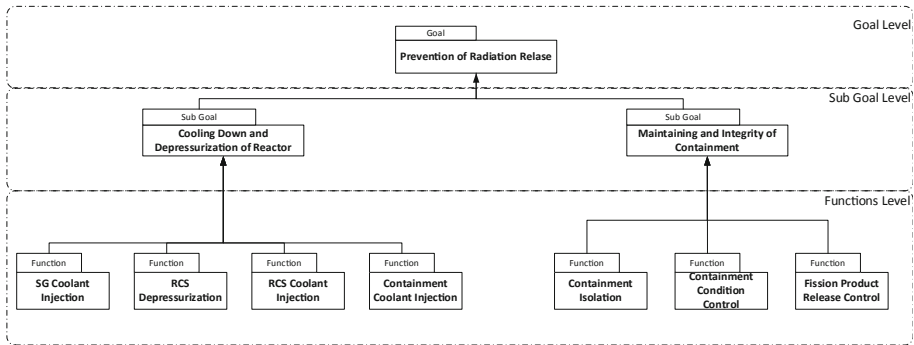 Goal Level
Goal
Prevention of Radiation Relase
Sub Goal Level
Sub Goal
Cooling Down and
Depressurization of Reactor
Sub Goal
Maintaining and Integrity of
Containment
Functions Level
Function
SG Coolant
Injection
Function
RCS
Depressurization
Function
RCS Coolant
Injection
Function
Containment
Coolant Injection
Function
Containment
Isolation
Function
Containment
Condition
Control
Function
Fission Product
Release Control